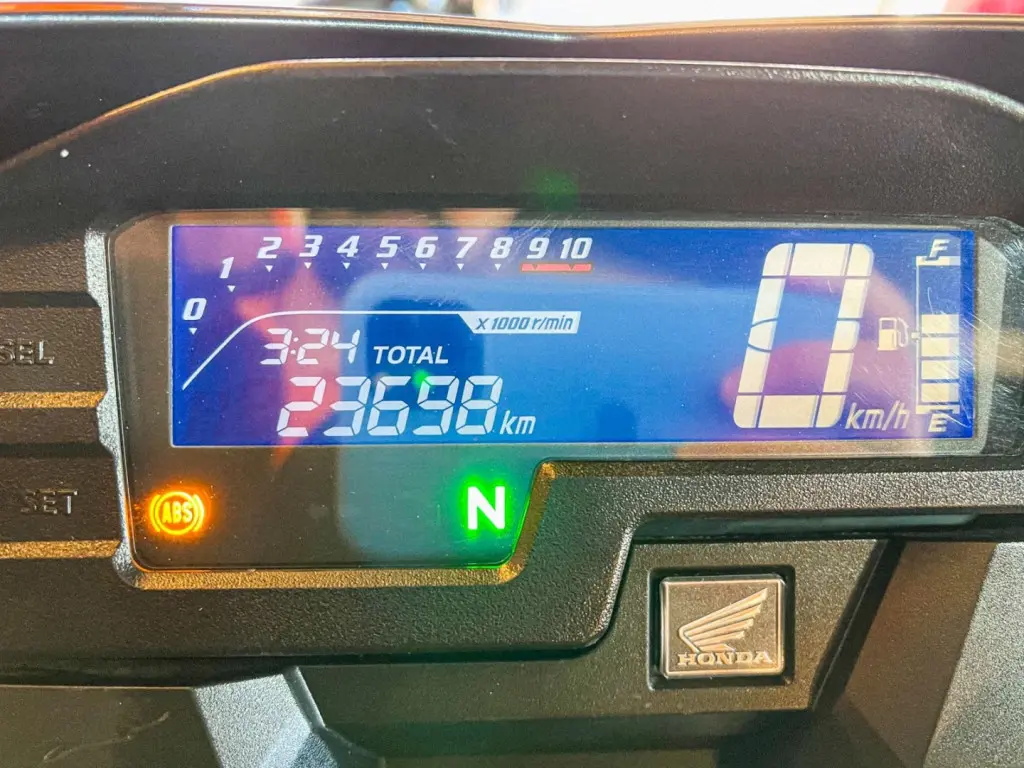 0 1 2 3 4 5 6 7 8 9 10
F
x 1000 r/min
SEL
3:24 TOTAL
23698 km
0 km/h
E
SET
ABS
N
HONDA